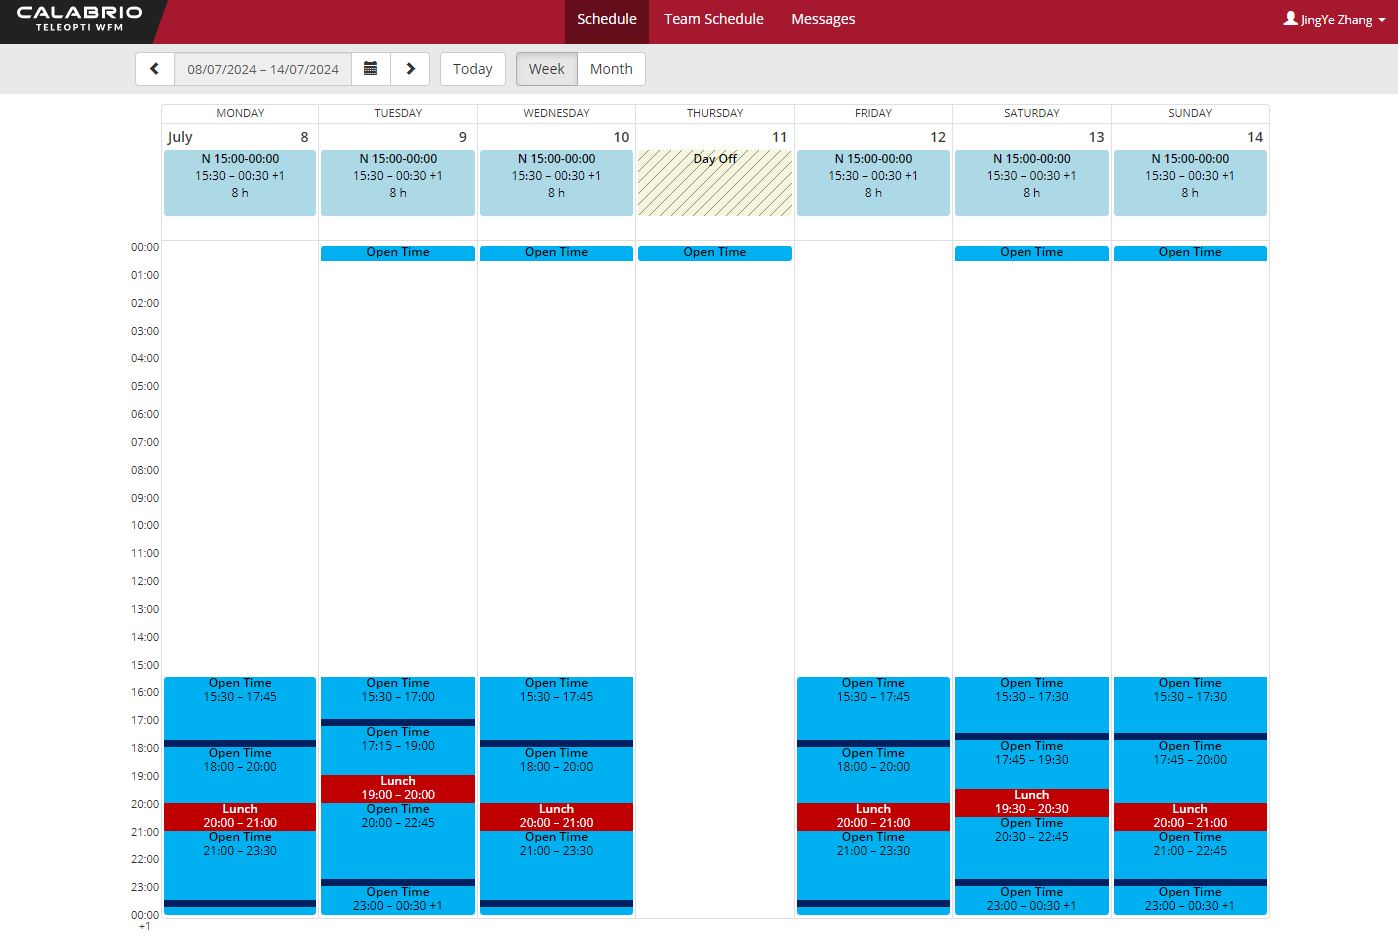 CALABRIO
TELEOPTI WFM
Schedule
Team Schedule
Messages
JingYe Zhang
08/07/2024 – 14/07/2024
Today
Week
Month
MONDAY
TUESDAY
WEDNESDAY
THURSDAY
FRIDAY
SATURDAY
SUNDAY
July 8
9
10
11
12
13
14
N 15:00-00:00
15:30 – 00:30 +1
8 h
N 15:00-00:00
15:30 – 00:30 +1
8 h
N 15:00-00:00
15:30 – 00:30 +1
8 h
Day Off
N 15:00-00:00
15:30 – 00:30 +1
8 h
N 15:00-00:00
15:30 – 00:30 +1
8 h
N 15:00-00:00
15:30 – 00:30 +1
8 h
00:00
01:00
02:00
03:00
04:00
05:00
06:00
07:00
08:00
09:00
10:00
11:00
12:00
13:00
14:00
15:00
16:00
17:00
18:00
19:00
20:00
21:00
22:00
23:00
00:00
+1
Open Time
15:30 – 17:45
Open Time
18:00 – 20:00
Lunch
20:00 – 21:00
Open Time
21:00 – 23:30
Open Time
Open Time
15:30 – 17:00
Open Time
17:15 – 19:00
Lunch
19:00 – 20:00
Open Time
20:00 – 22:45
Open Time
23:00 – 00:30 +1
Open Time
Open Time
15:30 – 17:45
Open Time
18:00 – 20:00
Lunch
20:00 – 21:00
Open Time
21:00 – 23:30
Open Time
Open Time
15:30 – 17:45
Open Time
18:00 – 20:00
Lunch
20:00 – 21:00
Open Time
21:00 – 23:30
Open Time
Open Time
15:30 – 17:30
Open Time
17:45 – 19:30
Lunch
19:30 – 20:30
Open Time
20:30 – 22:45
Open Time
23:00 – 00:30 +1
Open Time
Open Time
15:30 – 17:30
Open Time
17:45 – 20:00
Lunch
20:00 – 21:00
Open Time
21:00 – 22:45
Open Time
23:00 – 00:30 +1